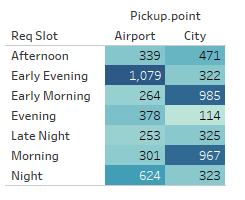 Pickup.point
Req Slot Airport City
Afternoon 339 471
Early Evening 1,079 322
Early Morning 264 985
Evening 378 114
Late Night 253 325
Morning 301 967
Night 624 323